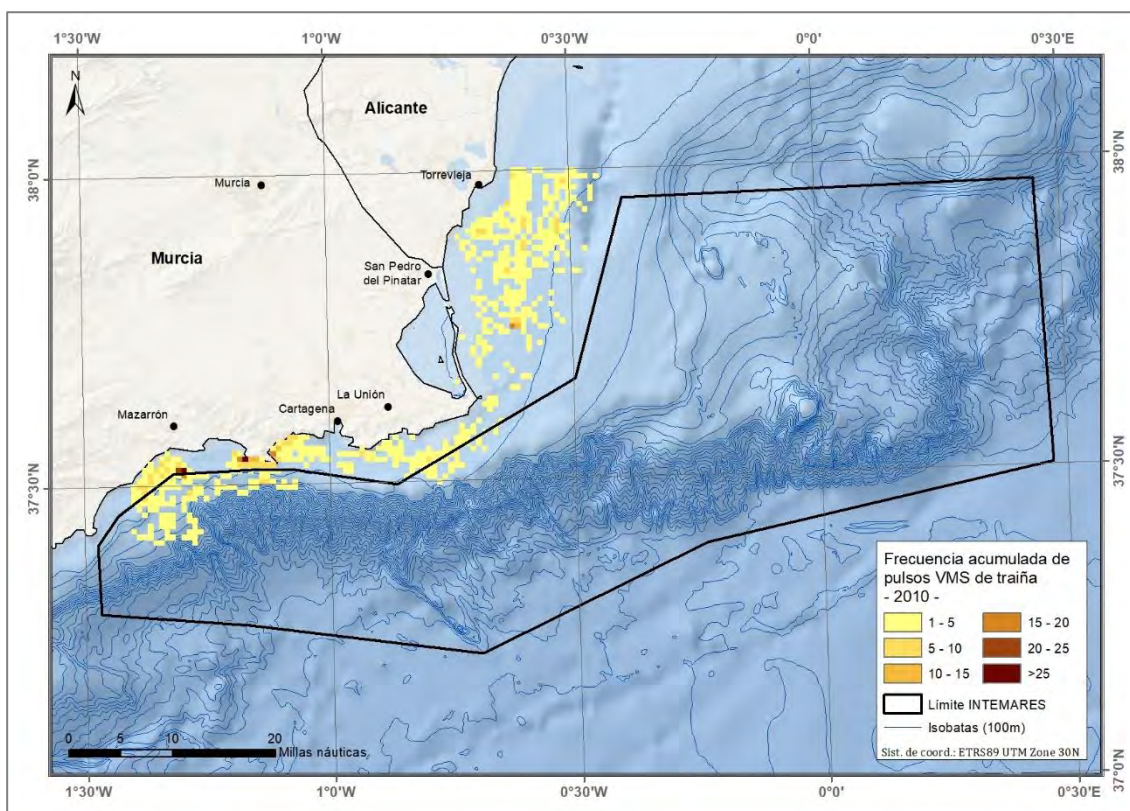 1°30'W 1°0'W 0°30'W 0°0' 0°30'E
N
Alicante
38°0'N 38°0'N
Murcia
Torrevieja
Murcia
San Pedro
del Pinatar
La Unión
Cartagena
Mazarrón
37°30'N 37°30'N
Frecuencia acumulada de
pulsos VMS de traiña
- 2010 -
1 - 5 15 - 20
5 - 10 20 - 25
10 - 15 >25
Límite INTEMARES
Isobatas (100m)
Sist. de coord.: ETRS89 UTM Zone 30N
0 5 10 20
Millas náuticas
37°0'N
1°30'W 1°0'W 0°30'W 0°0' 0°30'E